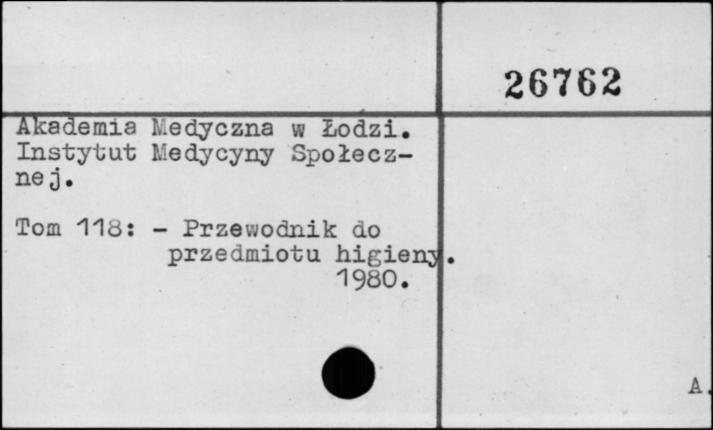 26762
Akademia Medyczna w Łodzi.
Instytut Medycyny Społecz-
nej.
Tom 118: - Przewodnik do
przedmiotu higieny.
1980.
A.